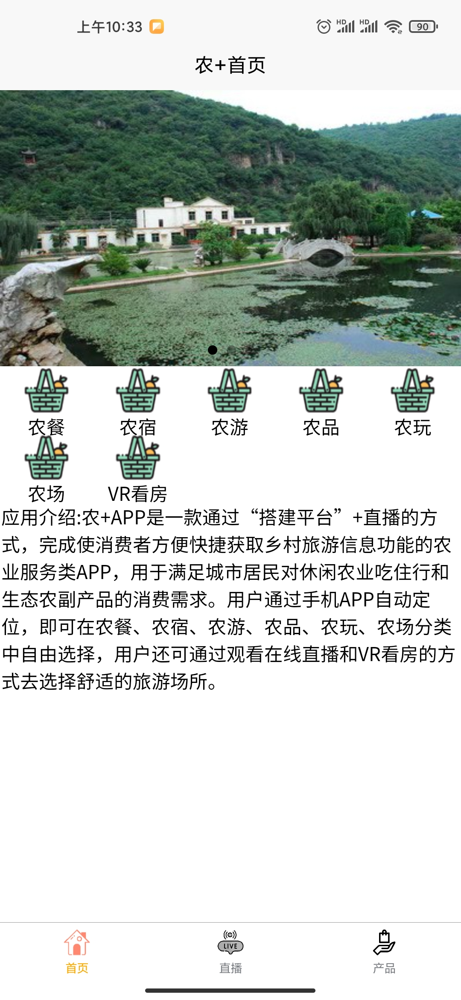 上午10:33
HD HD 90
农+首页
农餐 农宿 农游 农品 农玩
农场 VR看房
应用介绍:农+APP是一款通过“搭建平台”+直播的方
式，完成使消费者方便快捷获取乡村旅游信息功能的农
业服务类APP，用于满足城市居民对休闲农业吃住行和
生态农副产品的消费需求。用户通过手机APP自动定
位，即可在农餐、农宿、农游、农品、农玩、农场分类
中自由选择，用户还可通过观看在线直播和VR看房的方
式去选择舒适的旅游场所。
LIVE
首页 直播 产品